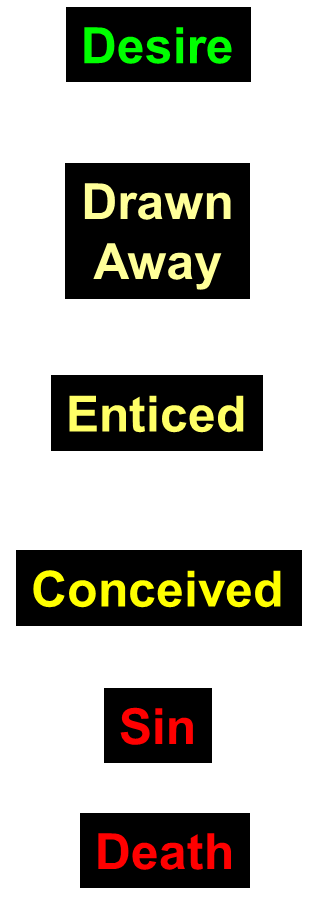 Desire
Drawn
Away
Enticed
Conceived
Sin
Death